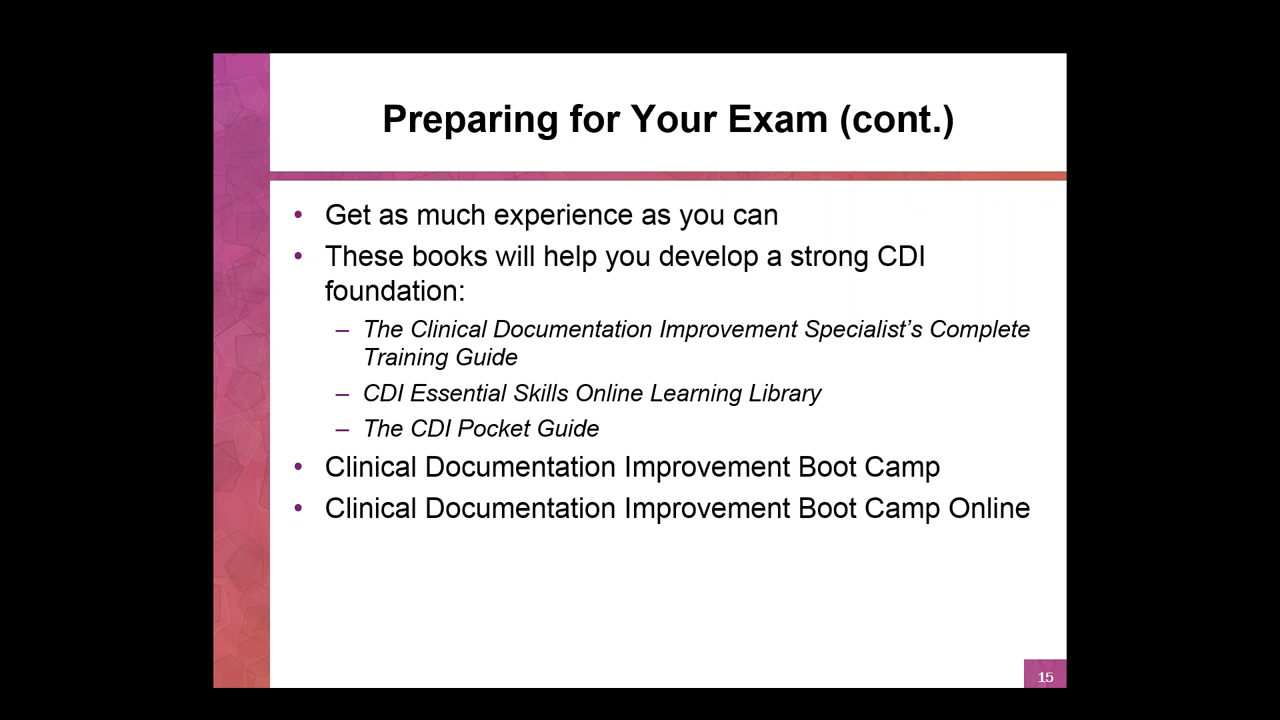 Preparing for Your Exam (cont.)
• Get as much experience as you can
• These books will help you develop a strong CDI
foundation:
– The Clinical Documentation Improvement Specialist’s Complete
Training Guide
– CDI Essential Skills Online Learning Library
– The CDI Pocket Guide
• Clinical Documentation Improvement Boot Camp
• Clinical Documentation Improvement Boot Camp Online
15